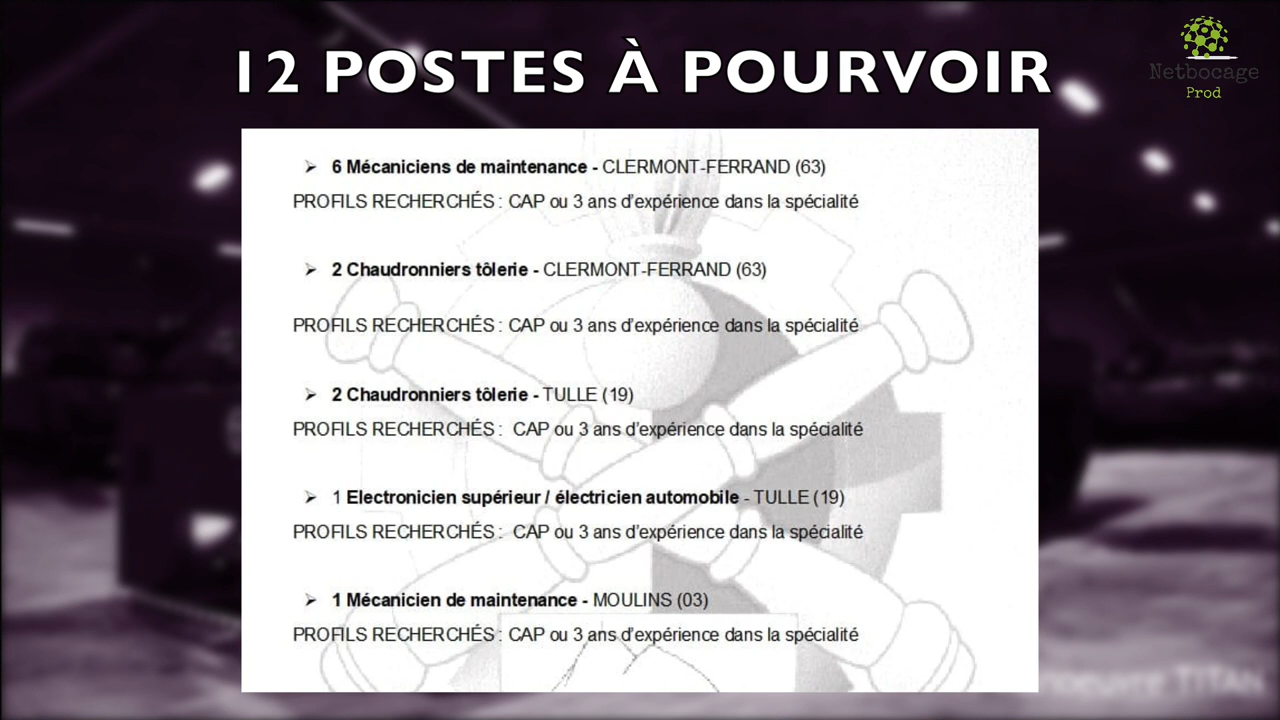 12 POSTES À POURVOIR
Netbocage
Prod
➢ 6 Mécaniciens de maintenance - CLERMONT-FERRAND (63)
PROFILS RECHERCHÉS : CAP ou 3 ans d'expérience dans la spécialité
➢ 2 Chaudronniers tôlerie - CLERMONT-FERRAND (63)
PROFILS RECHERCHÉS : CAP ou 3 ans d'expérience dans la spécialité
➢ 2 Chaudronniers tôlerie - TULLE (19)
PROFILS RECHERCHÉS : CAP ou 3 ans d'expérience dans la spécialité
➢ 1 Electronicien supérieur / électricien automobile - TULLE (19)
PROFILS RECHERCHÉS : CAP ou 3 ans d'expérience dans la spécialité
➢ 1 Mécanicien de maintenance - MOULINS (03)
PROFILS RECHERCHÉS : CAP ou 3 ans d'expérience dans la spécialité
TITAN